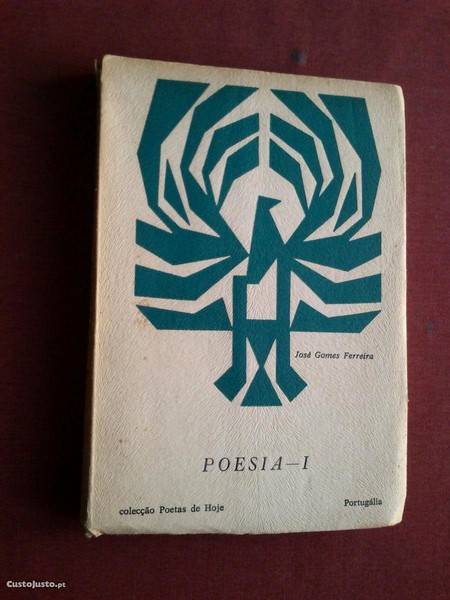 José Gomes Ferreira
POESIA—I
colecção Poetas de Hoje
Portugália
CustoJusto.pt